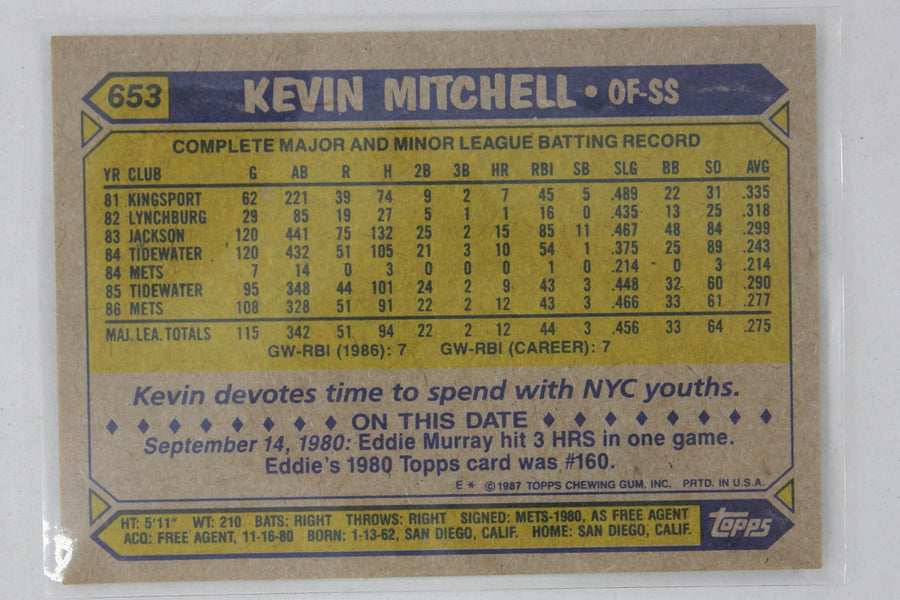 653 KEVIN MITCHELL • OF-SS
COMPLETE MAJOR AND MINOR LEAGUE BATTING RECORD
YR CLUB G AB R H 2B 3B HR RBI SB SLG BB SO AVG
81 KINGSPORT 62 221 39 74 9 2 7 45 5 .489 22 31 .335
82 LYNCHBURG 29 85 19 27 5 1 1 16 0 .435 13 25 .318
83 JACKSON 120 441 75 132 25 2 15 85 11 .467 48 84 .299
84 TIDEWATER 120 432 51 105 21 3 10 54 1 .375 25 89 .243
84 METS 7 14 0 3 0 0 0 1 0 .214 0 3 .214
85 TIDEWATER 95 348 44 101 24 2 9 43 3 .448 32 60 .290
86 METS 108 328 51 91 22 2 12 43 3 .466 33 61 .277
MAJ. LEA. TOTALS 115 342 51 94 22 2 12 44 3 .456 33 64 .275
GW-RBI (1986): 7 GW-RBI (CAREER): 7
Kevin devotes time to spend with NYC youths.
ON THIS DATE
September 14, 1980: Eddie Murray hit 3 HRS in one game.
Eddie's 1980 Topps card was #160.
E* ©1987 TOPPS CHEWING GUM, INC. PRTD. IN U.S.A.
HT: 5'11" WT: 210 BATS: RIGHT THROWS: RIGHT SIGNED: METS-1980, AS FREE AGENT
ACQ: FREE AGENT, 11-16-80 BORN: 1-13-62, SAN DIEGO, CALIF. HOME: SAN DIEGO, CALIF.
topps